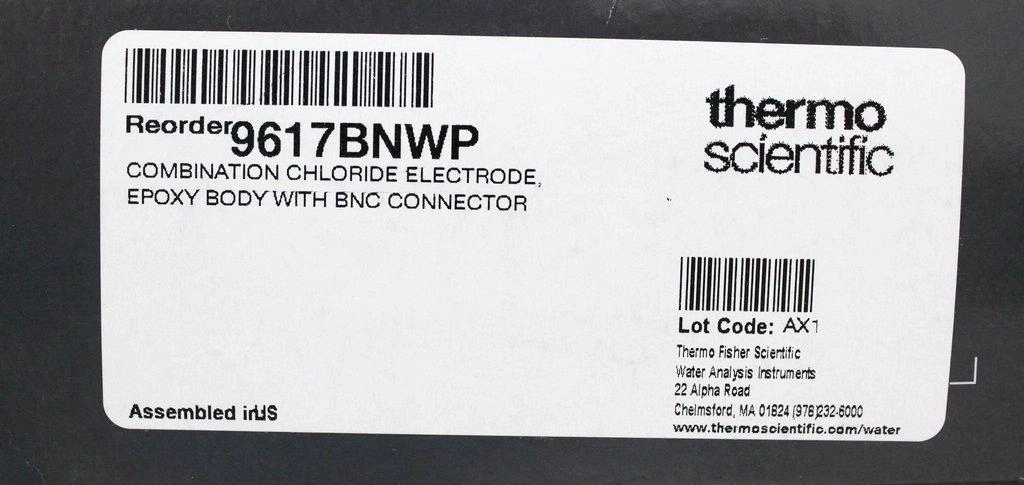 Reorder 9617BNWP
COMBINATION CHLORIDE ELECTRODE,
EPOXY BODY WITH BNC CONNECTOR
thermo
scientific
Lot Code: AX1
Thermo Fisher Scientific
Water Analysis Instruments
22 Alpha Road
Chelmsford, MA 01824 (978)232-6000
www.thermoscientific.com/water
Assembled in US